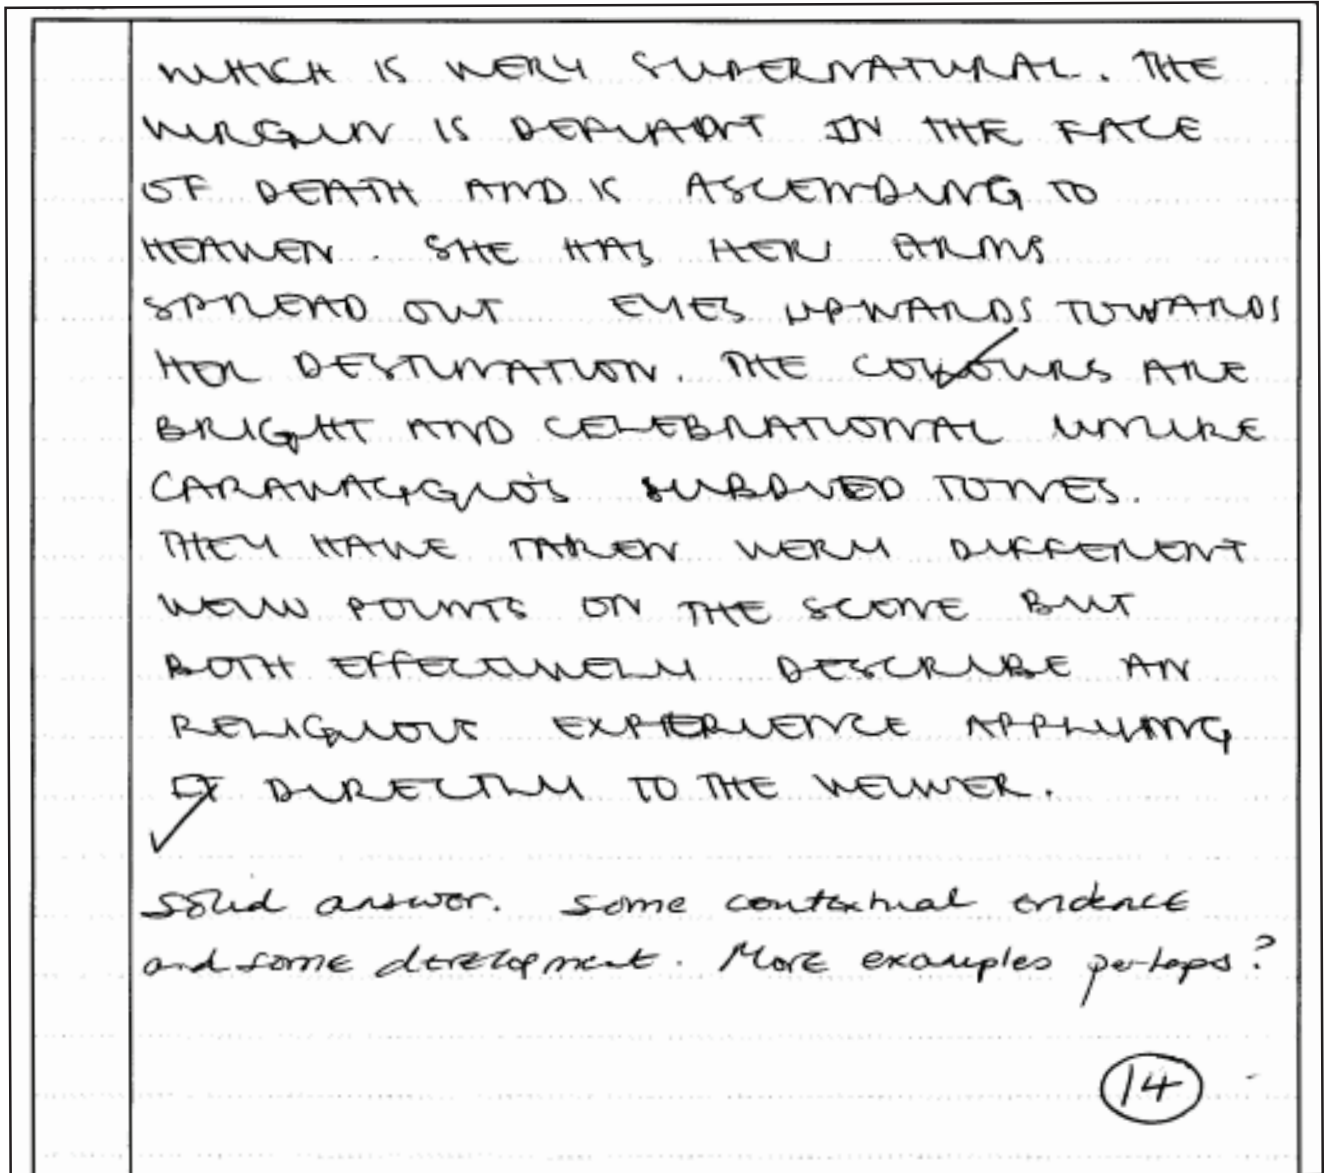 WHICH IS VERY SUPERNATURAL. THE
VIRGIN IS DEFIANT IN THE FACE
OF DEATH AND IS ASCENDING TO
HEAVEN. SHE HAS HER ARMS
SPREAD OUT EYES UPWARDS TOWARDS
HER DESTINATION. THE COLOURS ARE
BRIGHT AND CELEBRATIONAL UNLIKE
CARAVAGGIO'S SUBDUED TONES.
THEY HAVE TAKEN VERY DIFFERENT
VEIW POINTS ON THE SCENE BUT
BOTH EFFECTIVELY DESCRIBE AN
RELIGIOUS EXPERIENCE APPLYING
IT DIRECTLY TO THE VEIWER.
Solid answer. Some contextual evidence
and some development. More examples perhaps?
14